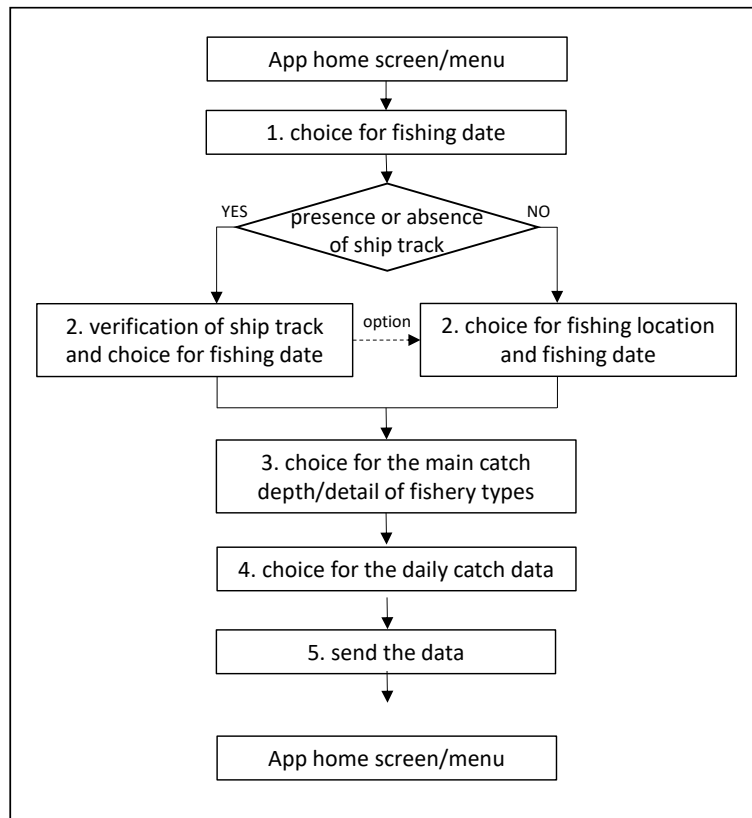 App home screen/menu
1. choice for fishing date
YES
presence or absence
of ship track
NO
2. verification of ship track
and choice for fishing date
option
2. choice for fishing location
and fishing date
3. choice for the main catch
depth/detail of fishery types
4. choice for the daily catch data
5. send the data
App home screen/menu